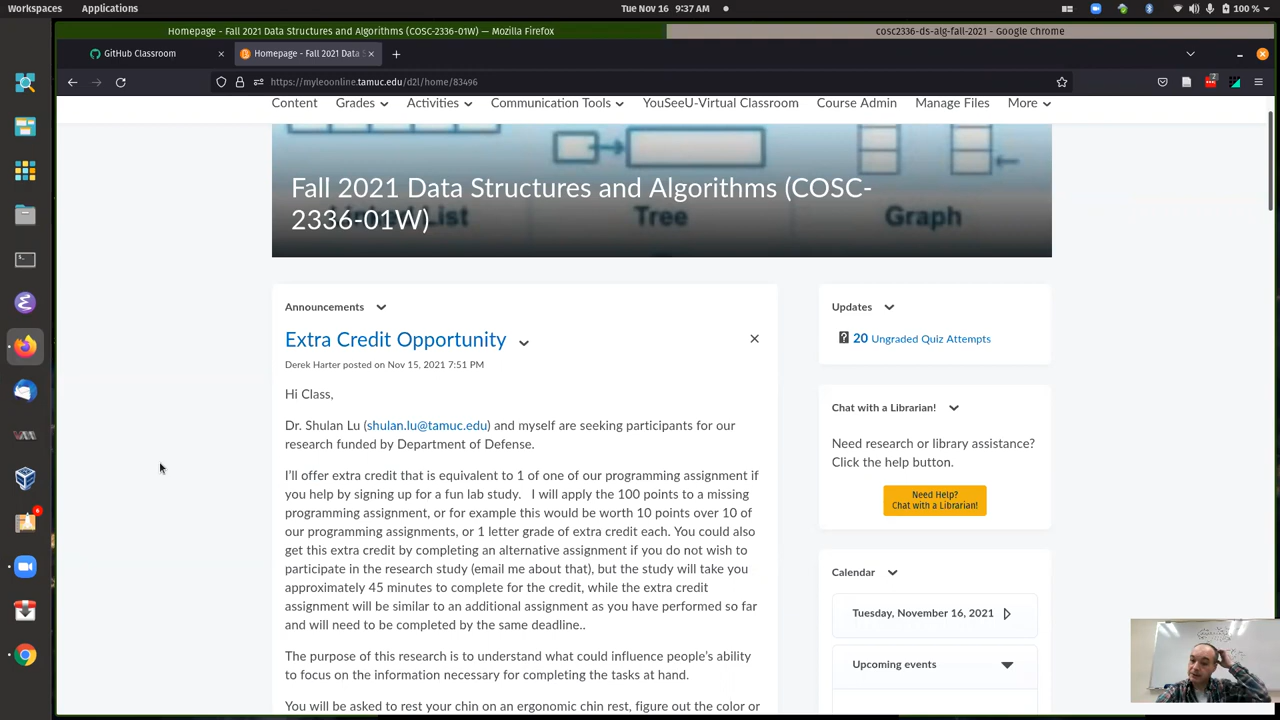 Workspaces Applications Tue Nov 16 9:37 AM 100 %
Homepage - Fall 2021 Data Structures and Algorithms (COSC-2336-01W) — Mozilla Firefox cosc2336-ds-alg-fall-2021 - Google Chrome
GitHub Classroom Homepage - Fall 2021 Data S
https://myleoonline.tamuc.edu/d2l/home/83496
Content Grades Activities Communication Tools YouSeeU-Virtual Classroom Course Admin Manage Files More
Fall 2021 Data Structures and Algorithms (COSC-
2336-01W)
List Tree Graph
Announcements
Extra Credit Opportunity
Derek Harter posted on Nov 15, 2021 7:51 PM
Hi Class,
Dr. Shulan Lu (shulan.lu@tamuc.edu) and myself are seeking participants for our
research funded by Department of Defense.
I'll offer extra credit that is equivalent to 1 of one of our programming assignment if
you help by signing up for a fun lab study. I will apply the 100 points to a missing
programming assignment, or for example this would be worth 10 points over 10 of
our programming assignments, or 1 letter grade of extra credit each. You could also
get this extra credit by completing an alternative assignment if you do not wish to
participate in the research study (email me about that), but the study will take you
approximately 45 minutes to complete for the credit, while the extra credit
assignment will be similar to an additional assignment as you have performed so far
and will need to be completed by the same deadline..
The purpose of this research is to understand what could influence people's ability
to focus on the information necessary for completing the tasks at hand.
You will be asked to rest your chin on an ergonomic chin rest, figure out the color or
Updates
20 Ungraded Quiz Attempts
Chat with a Librarian!
Need research or library assistance?
Click the help button.
Need Help?
Chat with a Librarian!
Calendar
Tuesday, November 16, 2021
Upcoming events